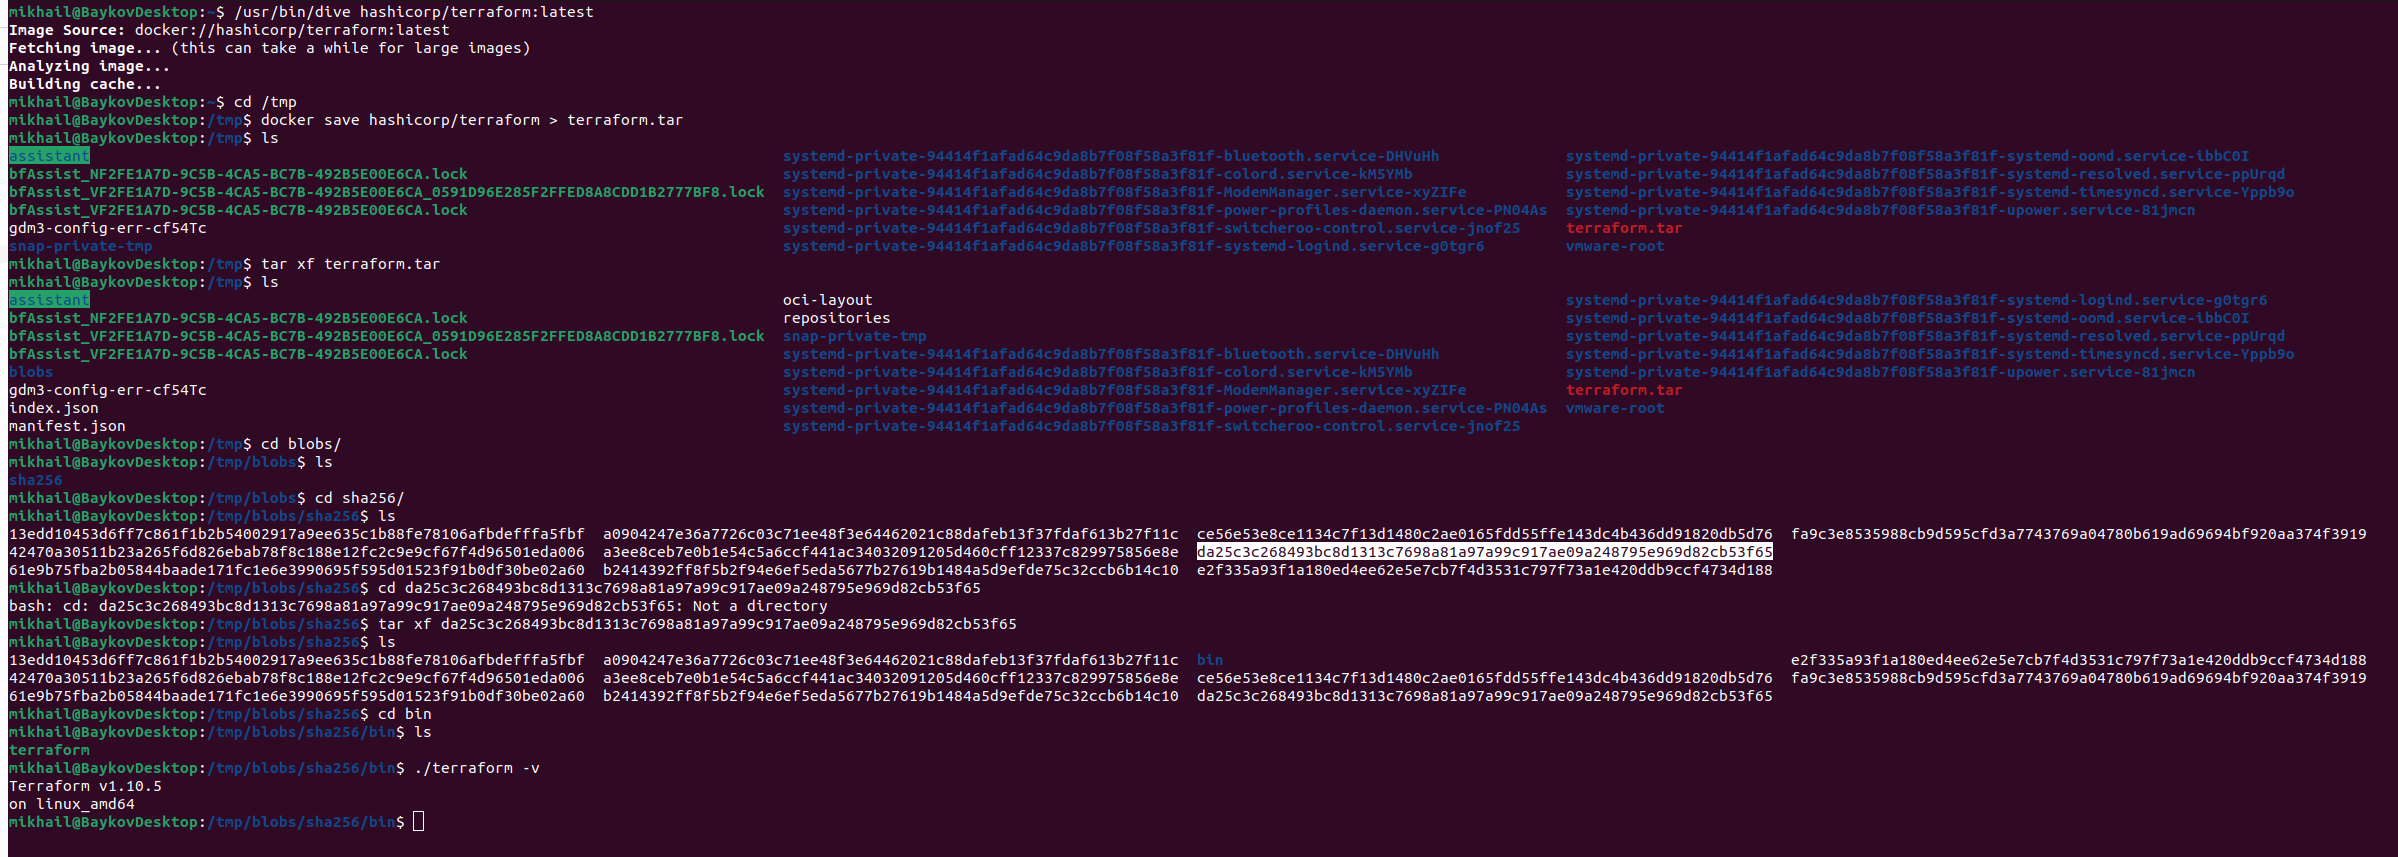 mikhail@BaykovDesktop:~$ /usr/bin/dive hashicorp/terraform:latest
Image Source: docker://hashicorp/terraform:latest
Fetching image... (this can take a while for large images)
Analyzing image...
Building cache...
mikhail@BaykovDesktop:~$ cd /tmp
mikhail@BaykovDesktop:/tmp$ docker save hashicorp/terraform > terraform.tar
mikhail@BaykovDesktop:/tmp$ ls
assistant systemd-private-94414f1afad64c9da8b7f08f58a3f81f-bluetooth.service-DHVuHh systemd-private-94414f1afad64c9da8b7f08f58a3f81f-systemd-oomd.service-ibbC0I
bfAssist_NF2FE1A7D-9C5B-4CA5-BC7B-492B5E00E6CA.lock systemd-private-94414f1afad64c9da8b7f08f58a3f81f-colord.service-kM5YMb systemd-private-94414f1afad64c9da8b7f08f58a3f81f-systemd-resolved.service-ppUrqd
bfAssist_VF2FE1A7D-9C5B-4CA5-BC7B-492B5E00E6CA_0591D96E285F2FFED8A8CDD1B2777BF8.lock systemd-private-94414f1afad64c9da8b7f08f58a3f81f-ModemManager.service-xyZIFe systemd-private-94414f1afad64c9da8b7f08f58a3f81f-systemd-timesyncd.service-Yppb9o
bfAssist_VF2FE1A7D-9C5B-4CA5-BC7B-492B5E00E6CA.lock systemd-private-94414f1afad64c9da8b7f08f58a3f81f-power-profiles-daemon.service-PN04As systemd-private-94414f1afad64c9da8b7f08f58a3f81f-upower.service-81jmcn
gdm3-config-err-cf54Tc systemd-private-94414f1afad64c9da8b7f08f58a3f81f-switcheroo-control.service-jnof25 terraform.tar
snap-private-tmp systemd-private-94414f1afad64c9da8b7f08f58a3f81f-systemd-logind.service-g0tgr6 vmware-root
mikhail@BaykovDesktop:/tmp$ tar xf terraform.tar
mikhail@BaykovDesktop:/tmp$ ls
assistant oci-layout systemd-private-94414f1afad64c9da8b7f08f58a3f81f-systemd-logind.service-g0tgr6
bfAssist_NF2FE1A7D-9C5B-4CA5-BC7B-492B5E00E6CA.lock repositories systemd-private-94414f1afad64c9da8b7f08f58a3f81f-systemd-oomd.service-ibbC0I
bfAssist_VF2FE1A7D-9C5B-4CA5-BC7B-492B5E00E6CA_0591D96E285F2FFED8A8CDD1B2777BF8.lock snap-private-tmp systemd-private-94414f1afad64c9da8b7f08f58a3f81f-systemd-resolved.service-ppUrqd
bfAssist_VF2FE1A7D-9C5B-4CA5-BC7B-492B5E00E6CA.lock systemd-private-94414f1afad64c9da8b7f08f58a3f81f-bluetooth.service-DHVuHh systemd-private-94414f1afad64c9da8b7f08f58a3f81f-systemd-timesyncd.service-Yppb9o
blobs systemd-private-94414f1afad64c9da8b7f08f58a3f81f-colord.service-kM5YMb systemd-private-94414f1afad64c9da8b7f08f58a3f81f-upower.service-81jmcn
gdm3-config-err-cf54Tc systemd-private-94414f1afad64c9da8b7f08f58a3f81f-ModemManager.service-xyZIFe terraform.tar
index.json systemd-private-94414f1afad64c9da8b7f08f58a3f81f-power-profiles-daemon.service-PN04As vmware-root
manifest.json systemd-private-94414f1afad64c9da8b7f08f58a3f81f-switcheroo-control.service-jnof25
mikhail@BaykovDesktop:/tmp$ cd blobs/
mikhail@BaykovDesktop:/tmp/blobs$ ls
sha256
mikhail@BaykovDesktop:/tmp/blobs$ cd sha256/
mikhail@BaykovDesktop:/tmp/blobs/sha256$ ls
13edd10453d6ff7c861f1b2b54002917a9ee635c1b88fe78106afbdefffa5fbf a0904247e36a7726c03c71ee48f3e64462021c88dafeb13f37fdaf613b27f11c ce56e53e8ce1134c7f13d1480c2ae0165fdd55ffe143dc4b436dd91820db5d76 fa9c3e8535988cb9d595cfd3a7743769a04780b619ad69694bf920aa374f3919
42470a30511b23a265f6d826ebab78f8c188e12fc2c9e9cf67f4d96501eda006 a3ee8ceb7e0b1e54c5a6ccf441ac34032091205d460cff12337c829975856e8e da25c3c268493bc8d1313c7698a81a97a99c917ae09a248795e969d82cb53f65
61e9b75fba2b05844baade171fc1e6e3990695f595d01523f91b0df30be02a60 b2414392ff8f5b2f94e6ef5eda5677b27619b1484a5d9efde75c32ccb6b14c10 e2f335a93f1a180ed4ee62e5e7cb7f4d3531c797f73a1e420ddb9ccf4734d188
mikhail@BaykovDesktop:/tmp/blobs/sha256$ cd da25c3c268493bc8d1313c7698a81a97a99c917ae09a248795e969d82cb53f65
bash: cd: da25c3c268493bc8d1313c7698a81a97a99c917ae09a248795e969d82cb53f65: Not a directory
mikhail@BaykovDesktop:/tmp/blobs/sha256$ tar xf da25c3c268493bc8d1313c7698a81a97a99c917ae09a248795e969d82cb53f65
mikhail@BaykovDesktop:/tmp/blobs/sha256$ ls
13edd10453d6ff7c861f1b2b54002917a9ee635c1b88fe78106afbdefffa5fbf a0904247e36a7726c03c71ee48f3e64462021c88dafeb13f37fdaf613b27f11c bin e2f335a93f1a180ed4ee62e5e7cb7f4d3531c797f73a1e420ddb9ccf4734d188
42470a30511b23a265f6d826ebab78f8c188e12fc2c9e9cf67f4d96501eda006 a3ee8ceb7e0b1e54c5a6ccf441ac34032091205d460cff12337c829975856e8e ce56e53e8ce1134c7f13d1480c2ae0165fdd55ffe143dc4b436dd91820db5d76 fa9c3e8535988cb9d595cfd3a7743769a04780b619ad69694bf920aa374f3919
61e9b75fba2b05844baade171fc1e6e3990695f595d01523f91b0df30be02a60 b2414392ff8f5b2f94e6ef5eda5677b27619b1484a5d9efde75c32ccb6b14c10 da25c3c268493bc8d1313c7698a81a97a99c917ae09a248795e969d82cb53f65
mikhail@BaykovDesktop:/tmp/blobs/sha256$ cd bin
mikhail@BaykovDesktop:/tmp/blobs/sha256/bin$ ls
terraform
mikhail@BaykovDesktop:/tmp/blobs/sha256/bin$ ./terraform -v
Terraform v1.10.5
on linux_amd64
mikhail@BaykovDesktop:/tmp/blobs/sha256/bin$